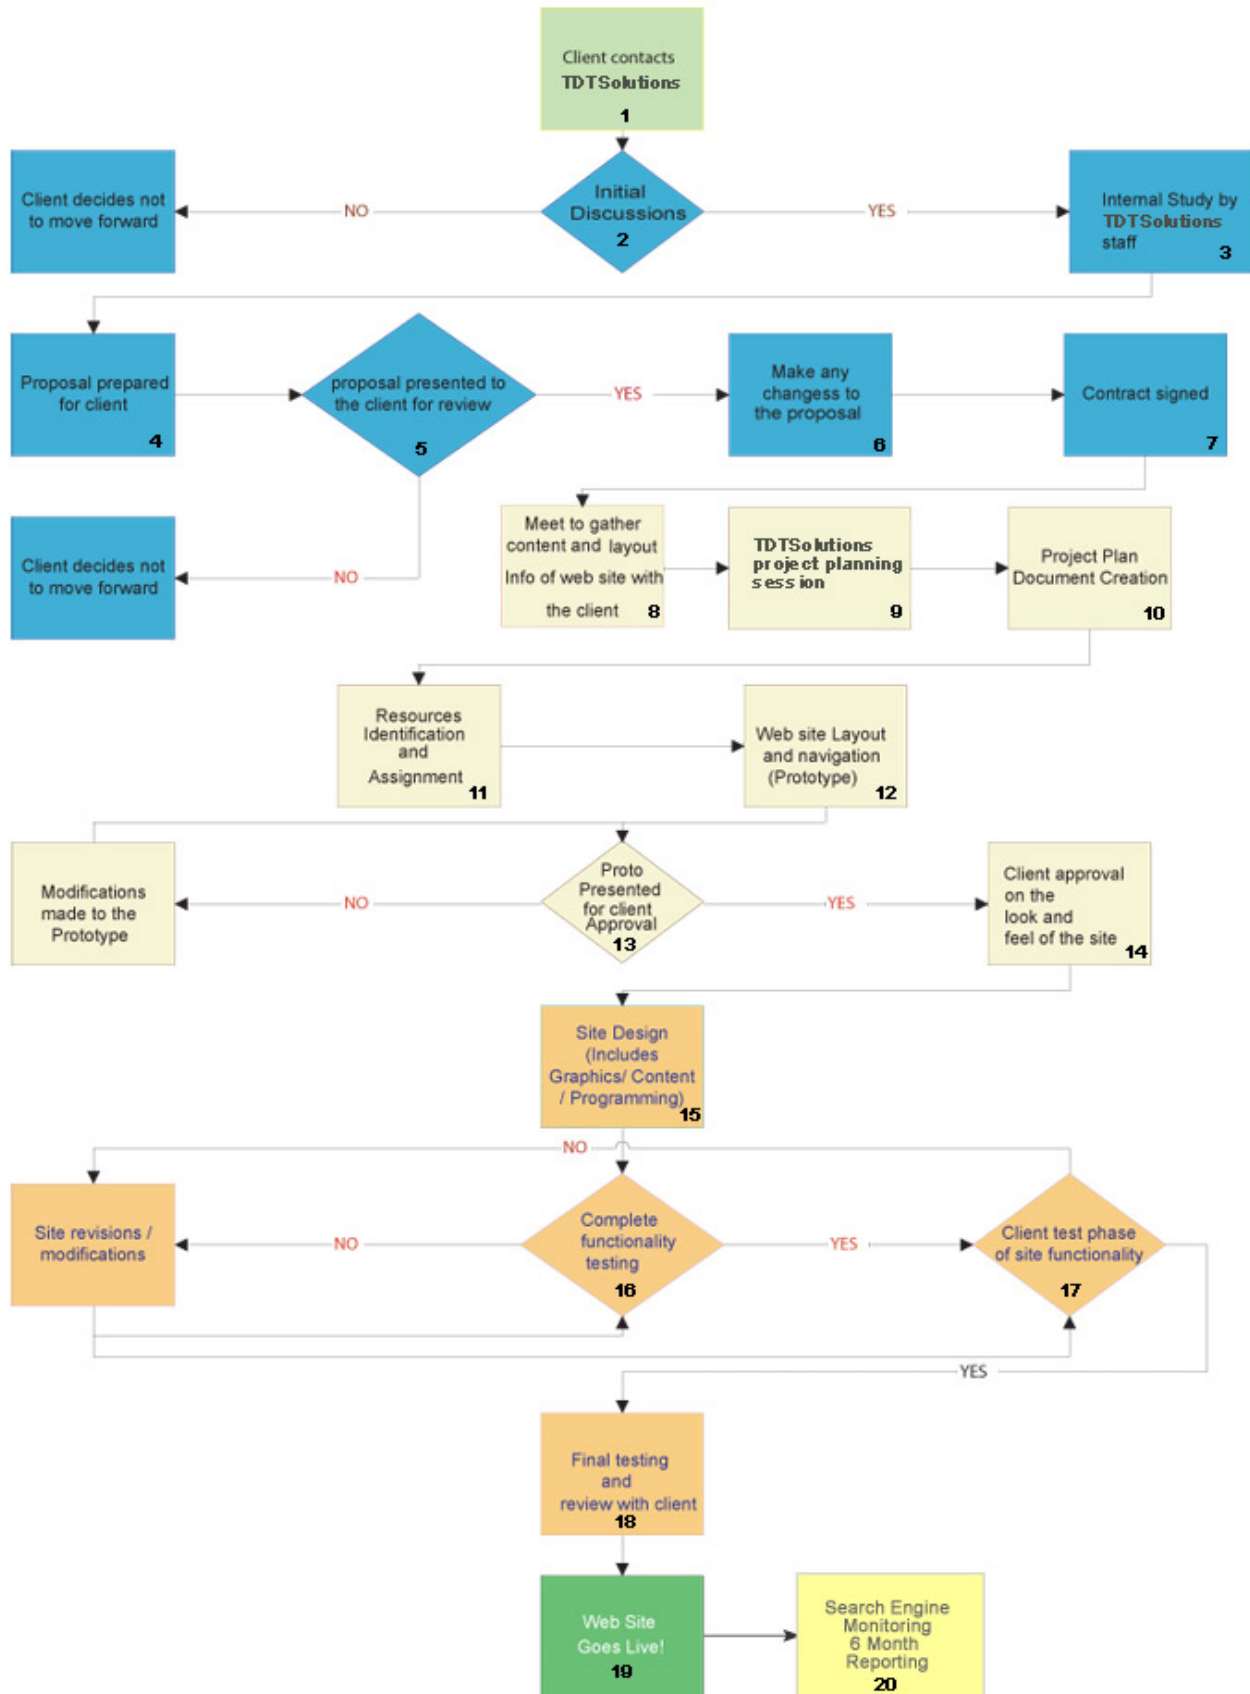 Client contacts
TDTSolutions
1
Client decides not
to move forward
NO
Initial
Discussions
2
YES
Internal Study by
TDTSolutions
staff
3
Proposal prepared
for client
4
proposal presented to
the client for review
5
YES
Make any
changess to
the proposal
6
Contract signed
7
Client decides not
to move forward
NO
Meet to gather
content and layout
Info of web site with
the client
8
TDTSolutions
project planning
session
9
Project Plan
Document Creation
10
Resources
Identification
and
Assignment
11
Web site Layout
and navigation
(Prototype)
12
Modifications
made to the
Prototype
NO
Proto
Presented
for client
Approval
13
YES
Client approval
on the
look and
feel of the site
14
Site Design
(Includes
Graphics/ Content
/ Programming)
15
NO
Site revisions /
modifications
NO
Complete
functionality
testing
16
YES
Client test phase
of site functionality
17
YES
Final testing
and
review with client
18
Web Site
Goes Live!
19
Search Engine
Monitoring
6 Month
Reporting
20